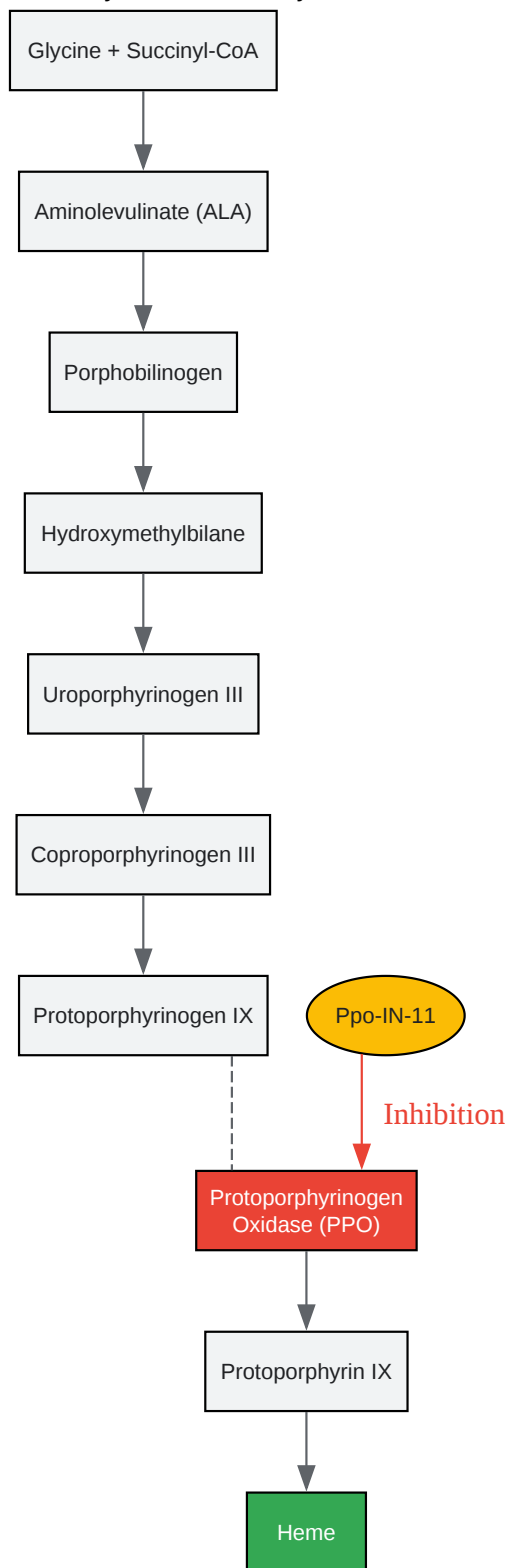 Glycine + Succinyl-CoA
Aminolevulinate (ALA)
Porphobilinogen
Hydroxymethylbilane
Uroporphyrinogen III
Coproporphyrinogen III
Protoporphyrinogen IX
Ppo-IN-11
Inhibition
Protoporphyrinogen
Oxidase (PPO)
Protoporphyrin IX
Heme